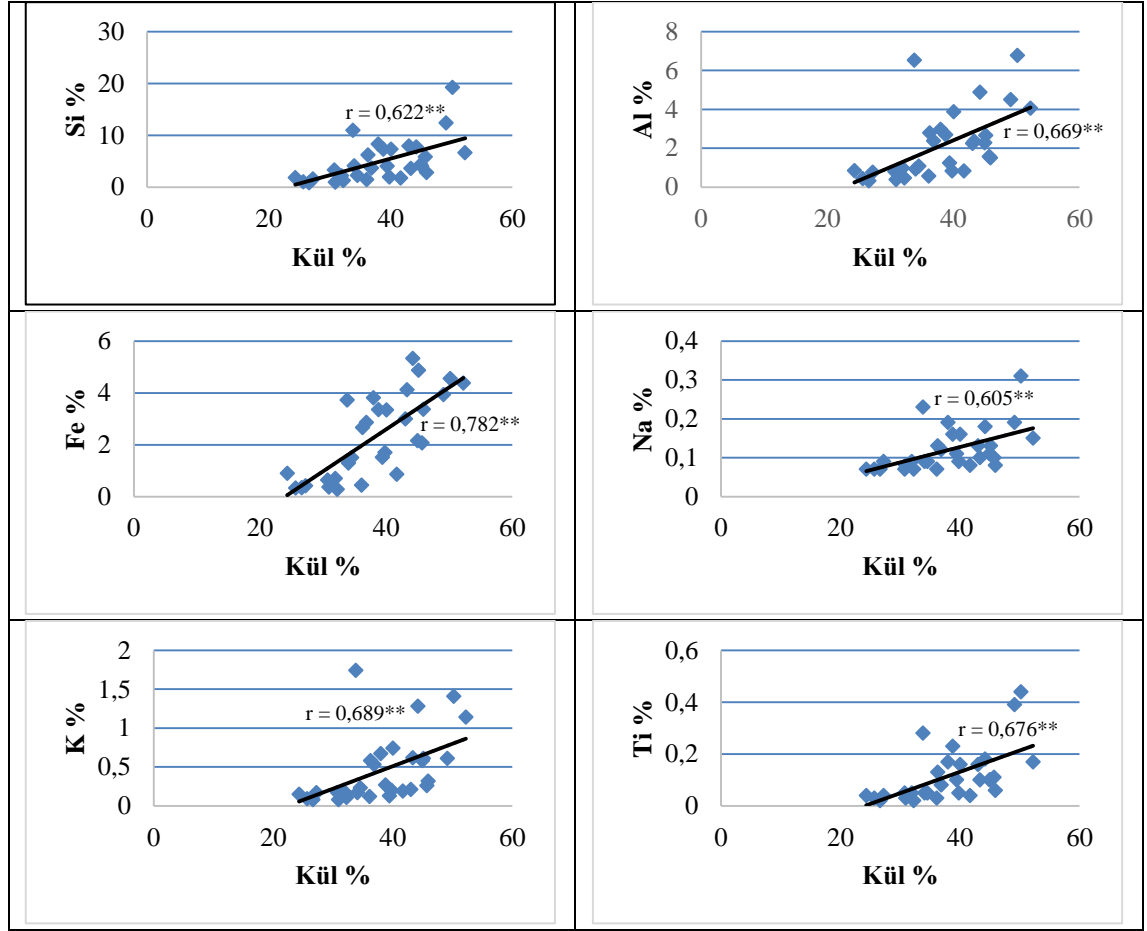 30
20
10
0
Si %
r = 0,622**
0 20 40 60
Kül %
8
6
4
2
0
Al %
r = 0,669**
0 20 40 60
Kül %
6
4
2
0
Fe %
r = 0,782**
0 20 40 60
Kül %
0,4
0,3
0,2
0,1
0
Na %
r = 0,605**
0 20 40 60
Kül %
2
1,5
1
0,5
0
K %
r = 0,689**
0 20 40 60
Kül %
0,6
0,4
0,2
0
Ti %
r = 0,676**
0 20 40 60
Kül %